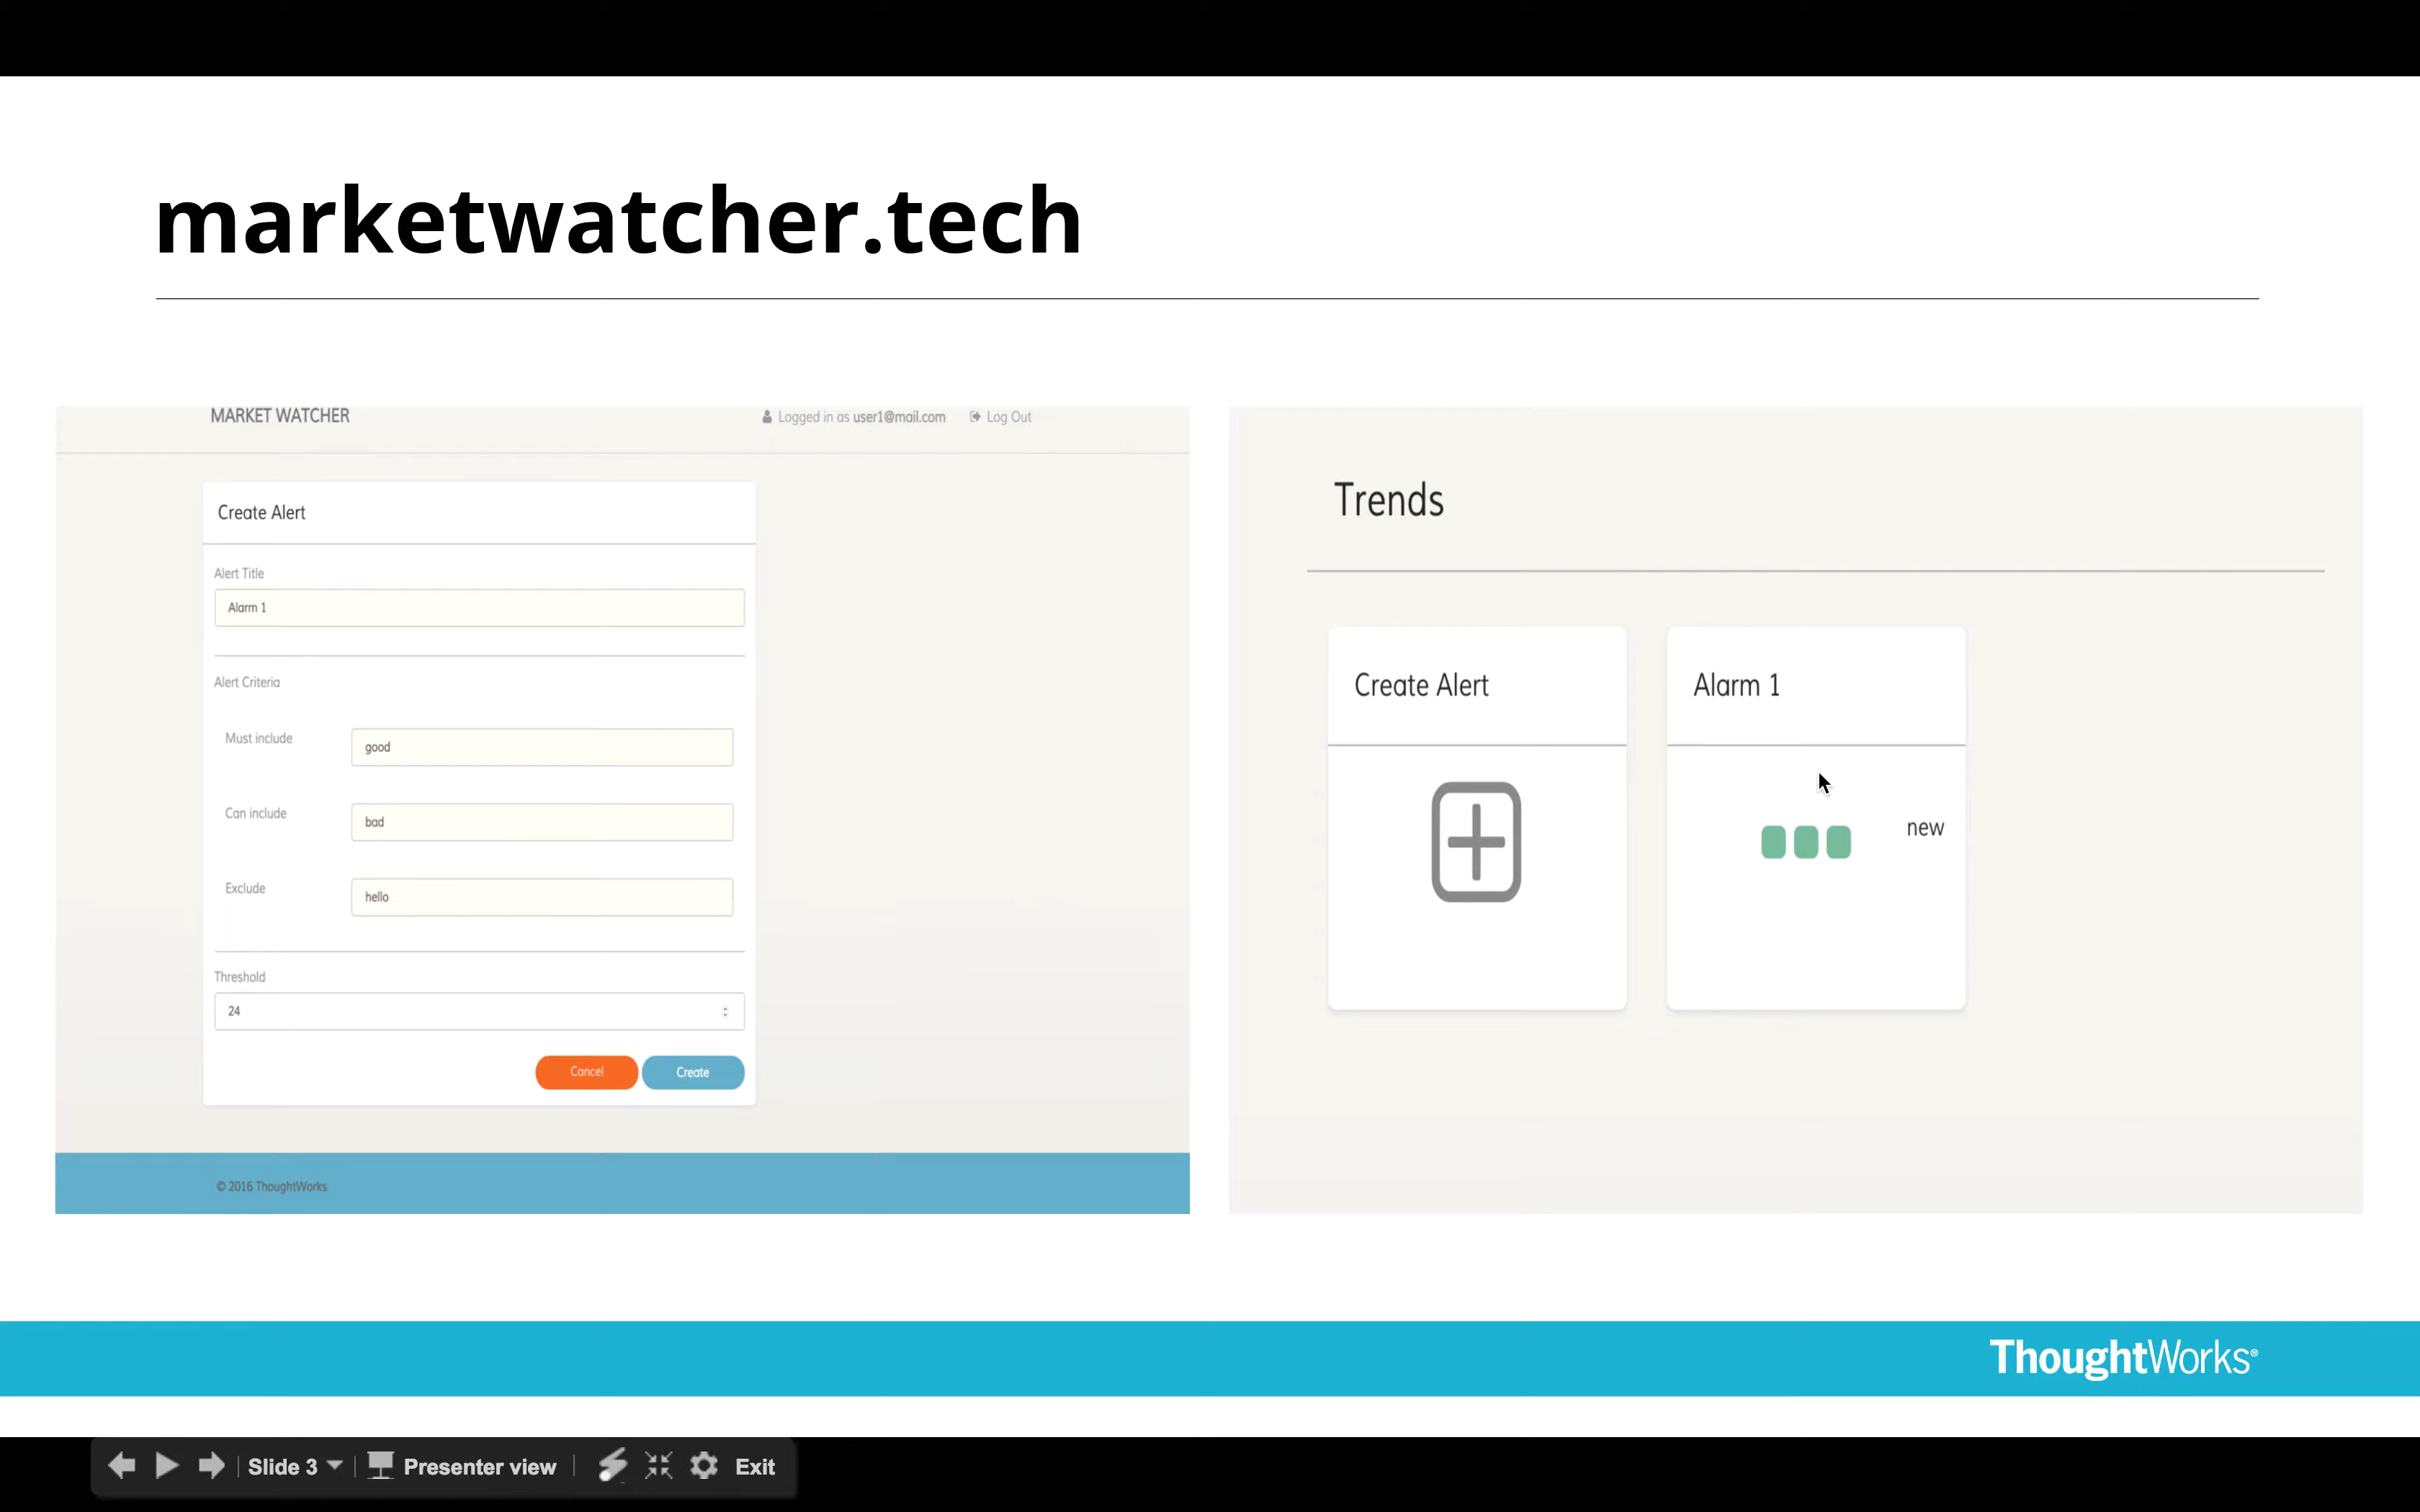 marketwatcher.tech
MARKET WATCHER
Logged in as user1@mail.com
Log Out
Create Alert
Alert Title
Alarm 1
Alert Criteria
Must include
good
Can include
bad
Exclude
hello
Threshold
24
Cancel
Create
© 2016 ThoughtWorks
Trends
Create Alert
Alarm 1
new
ThoughtWorks®
Slide 3
Presenter view
Exit